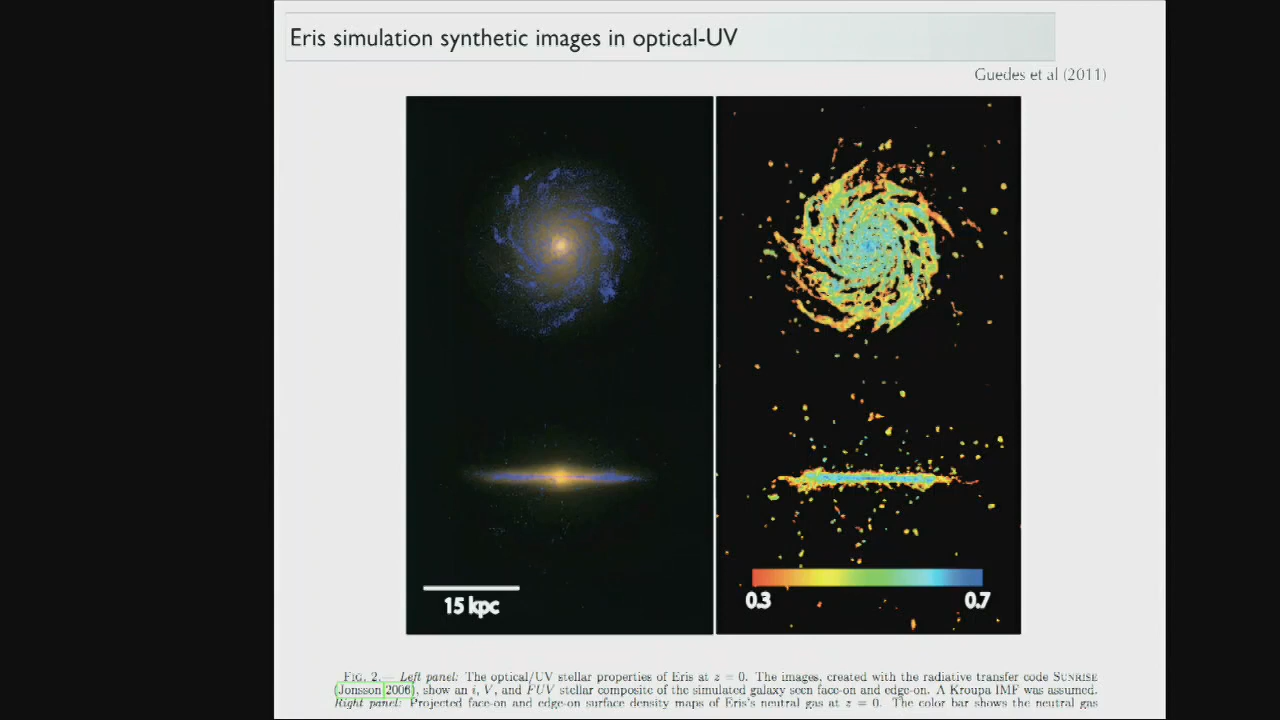 Eris simulation synthetic images in optical-UV
Guedes et al (2011)
15 kpc
0.3
0.7
FIG. 2.— Left panel: The optical/UV stellar properties of Eris at z = 0. The images, created with the radiative transfer code SUNRISE
(Jonsson 2006), show an i, V, and FUV stellar composite of the simulated galaxy seen face-on and edge-on. A Kroupa IMF was assumed.
Right panel: Projected face-on and edge-on surface density maps of Eris's neutral gas at z = 0. The color bar shows the neutral gas